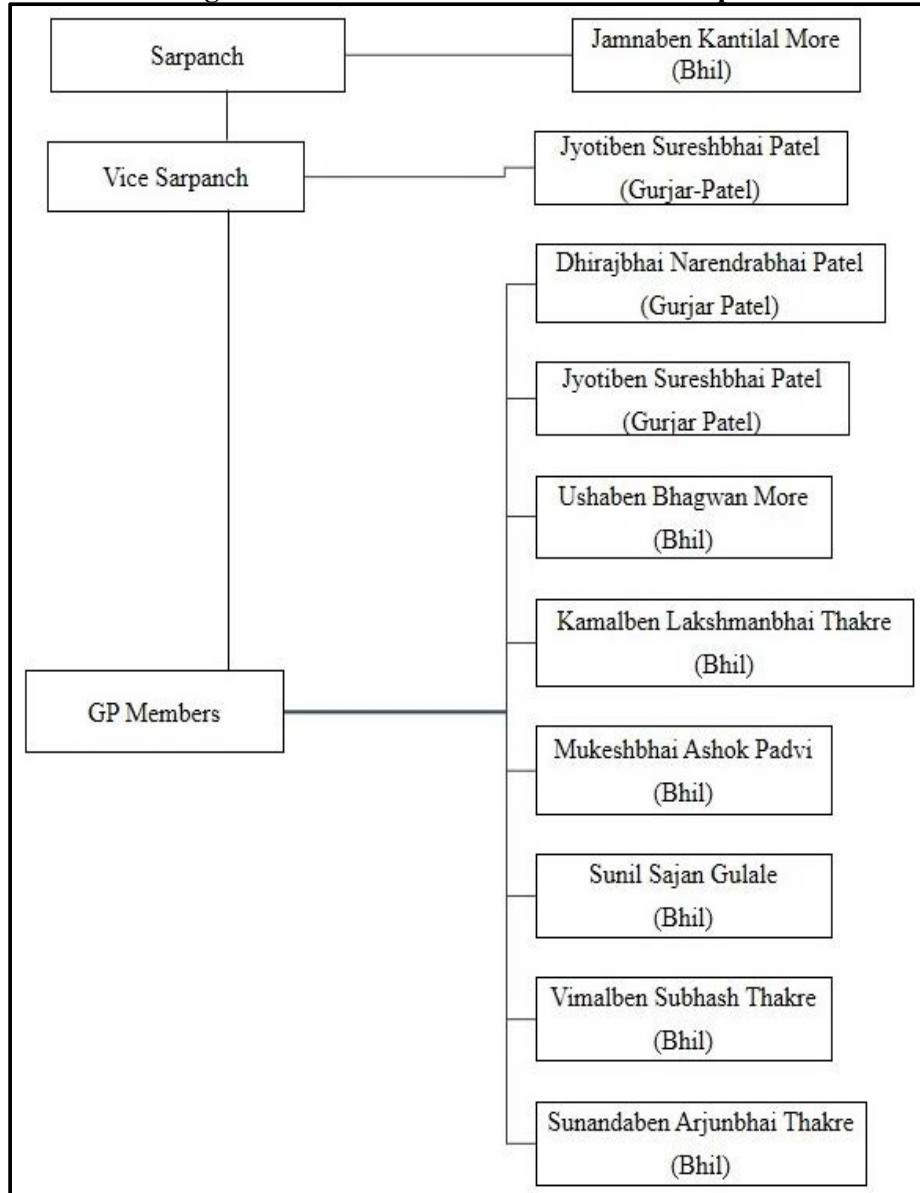 Sarpanch
Jamnaben Kantilal More
(Bhil)
Vice Sarpanch
Jyotiben Sureshbhai Patel
(Gurjar-Patel)
Dhirajbhai Narendrabhai Patel
(Gurjar Patel)
Jyotiben Sureshbhai Patel
(Gurjar Patel)
Ushaben Bhagwan More
(Bhil)
Kamalben Lakshmanbhai Thakre
(Bhil)
GP Members
Mukeshbhai Ashok Padvi
(Bhil)
Sunil Sajan Gulale
(Bhil)
Vimalben Subhash Thakre
(Bhil)
Sunandaben Arjunbhai Thakre
(Bhil)